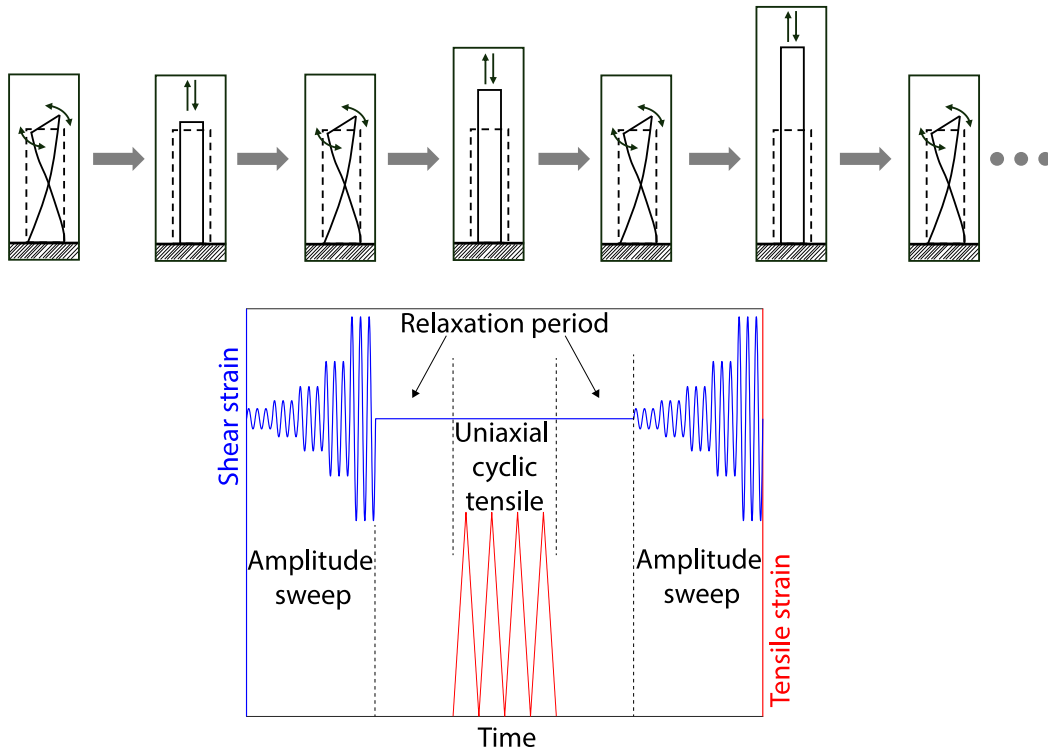 Relaxation period
Shear strain
Uniaxial
cyclic
tensile
Amplitude
sweep
Amplitude
sweep
Tensile strain
Time